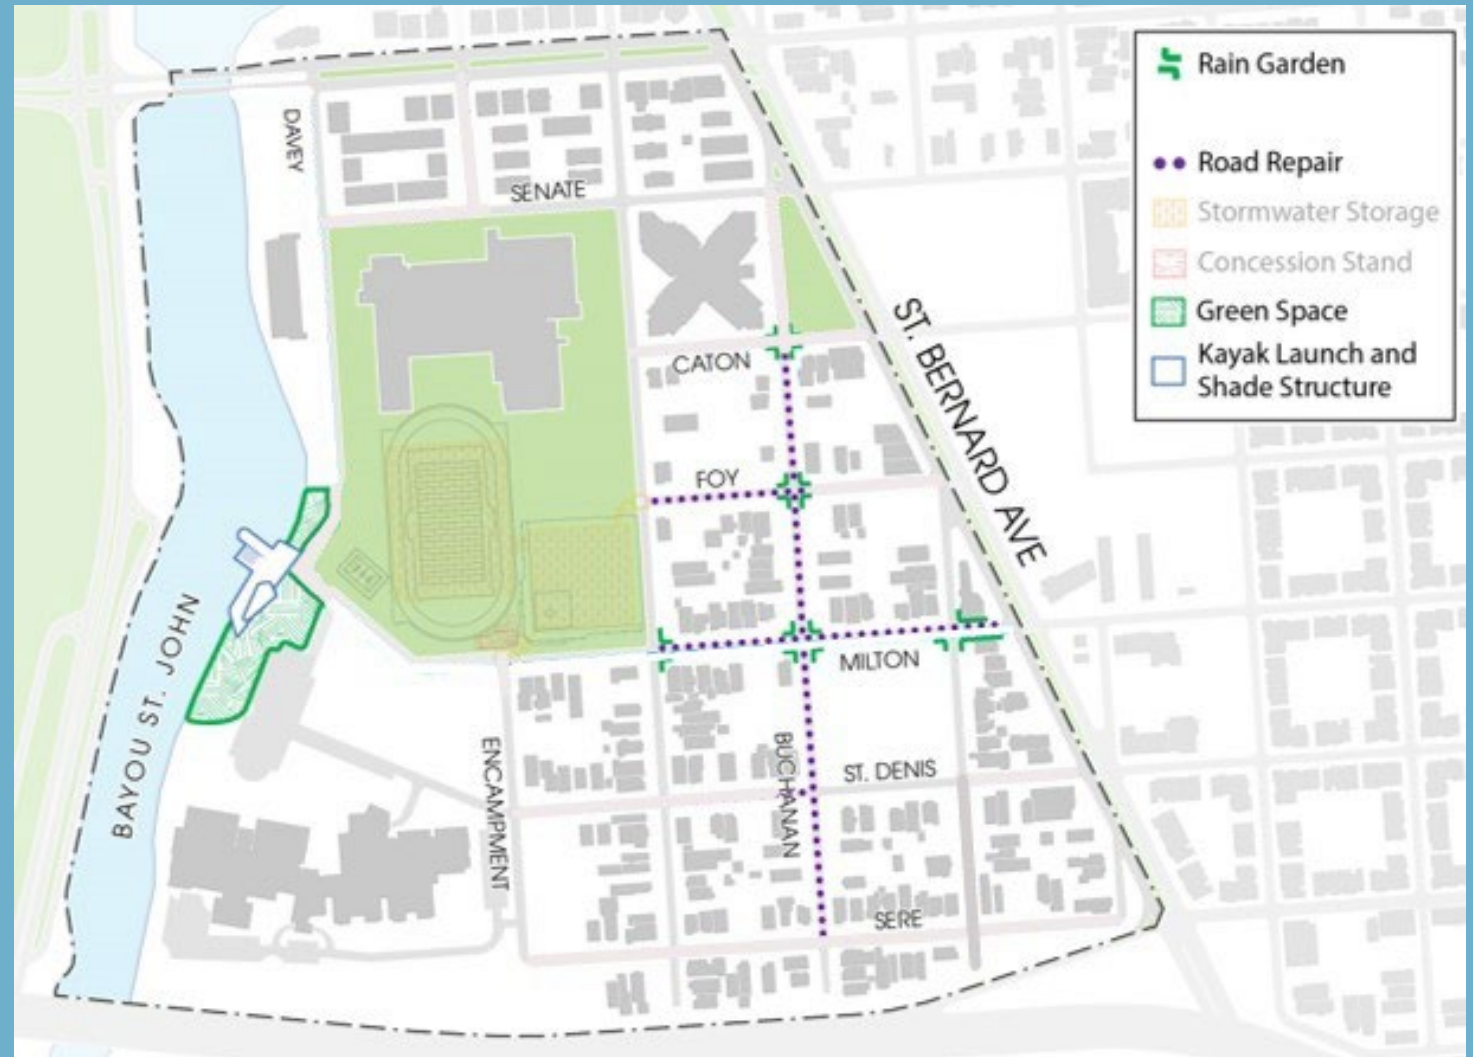 Rain Garden
Road Repair
Stormwater Storage
Concession Stand
Green Space
Kayak Launch and
Shade Structure
DAVEY
SENATE
CATON
ST. BERNARD AVE
FOY
BAYOU ST. JOHN
MILTON
ENCAMPMENT
BUCHANAN
ST. DENIS
SERE